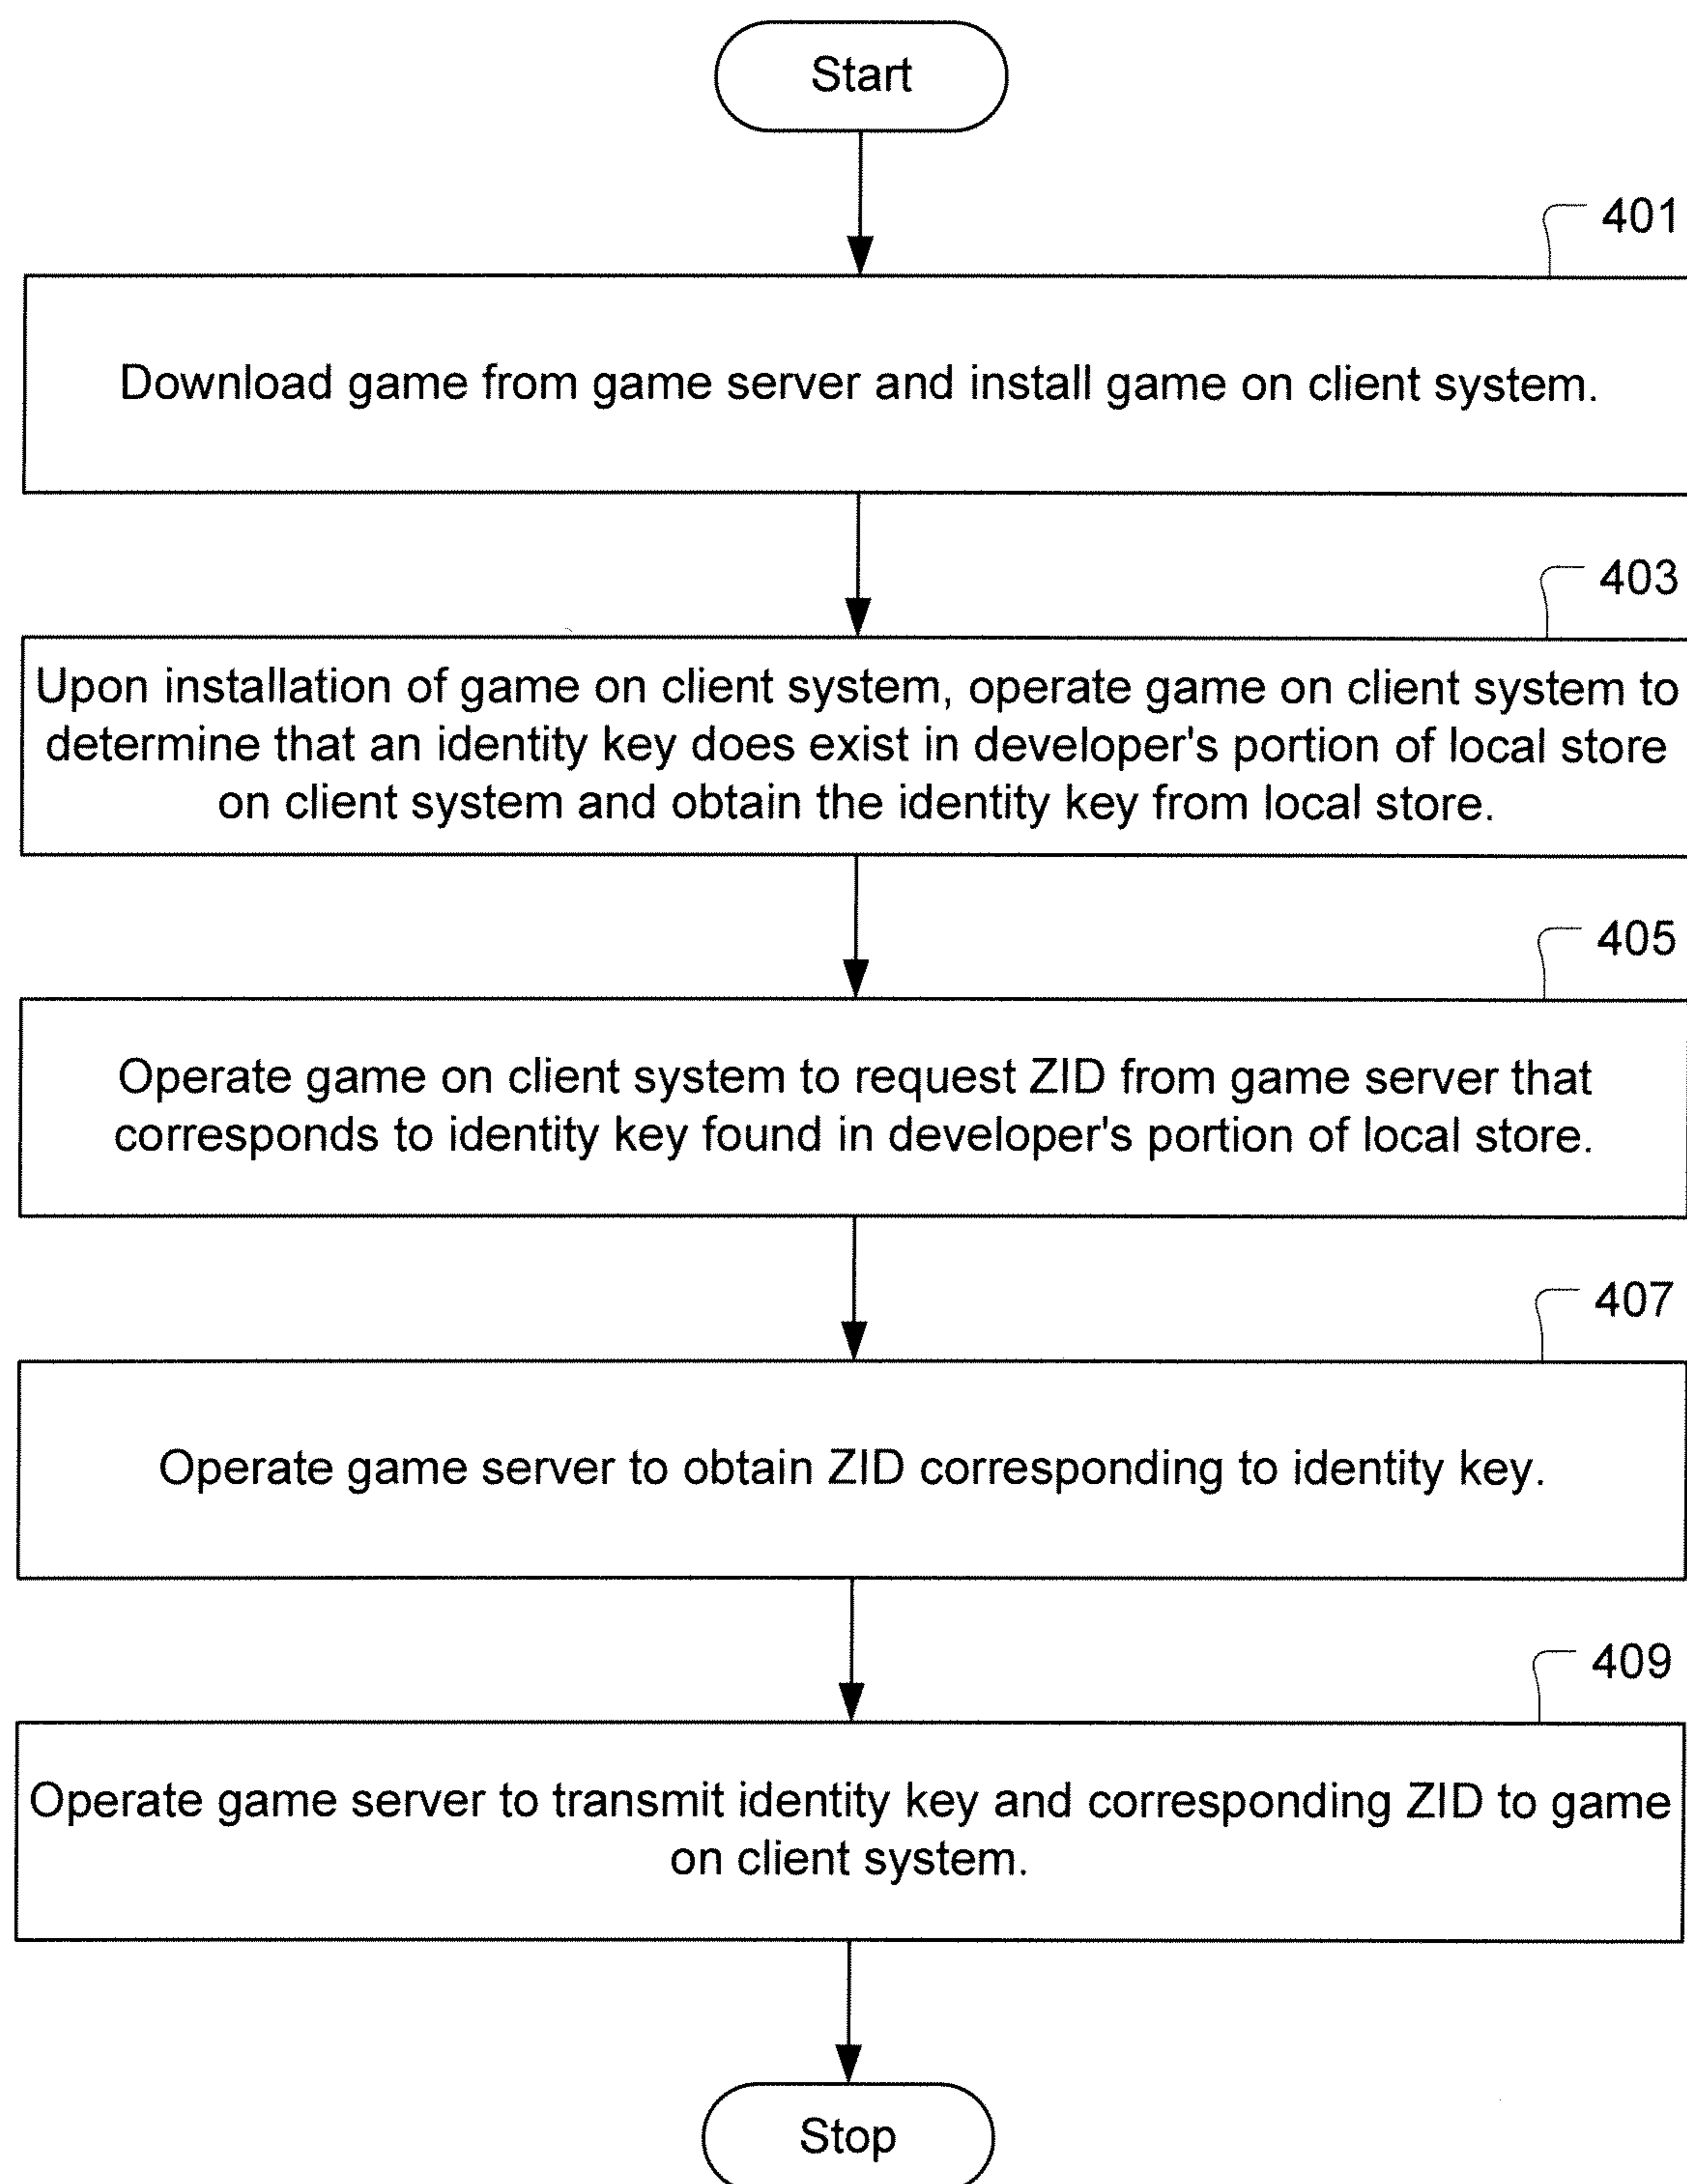 Start
401
Download game from game server and install game on client system.
403
Upon installation of game on client system, operate game on client system to
determine that an identity key does exist in developer's portion of local store
on client system and obtain the identity key from local store.
405
Operate game on client system to request ZID from game server that
corresponds to identity key found in developer's portion of local store.
407
Operate game server to obtain ZID corresponding to identity key.
409
Operate game server to transmit identity key and corresponding ZID to game
on client system.
Stop